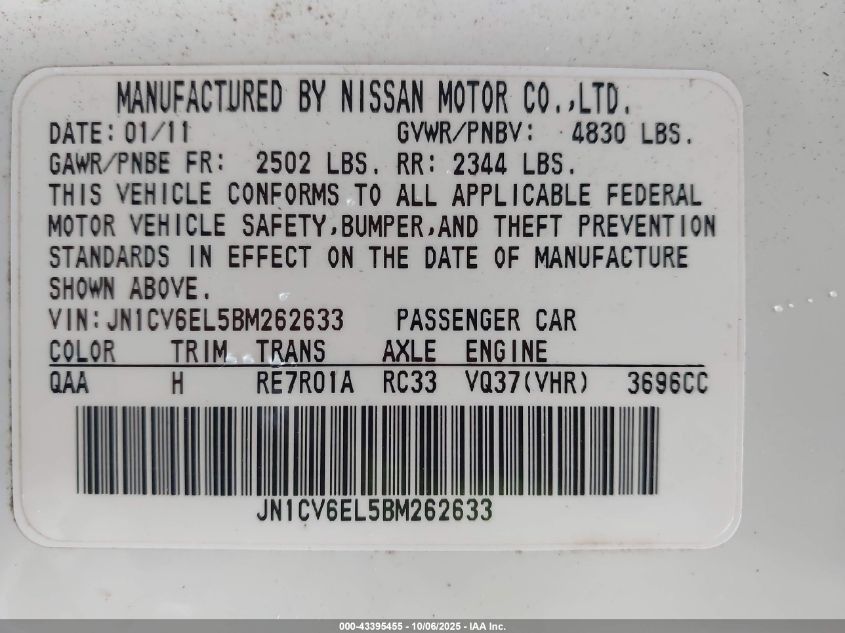 MANUFACTURED BY NISSAN MOTOR CO.,LTD.
DATE: 01/11 GVWR/PNBV: 4830 LBS.
GAWR/PNBE FR: 2502 LBS. RR: 2344 LBS.
THIS VEHICLE CONFORMS TO ALL APPLICABLE FEDERAL
MOTOR VEHICLE SAFETY,BUMPER,AND THEFT PREVENTION
STANDARDS IN EFFECT ON THE DATE OF MANUFACTURE
SHOWN ABOVE.
VIN:JN1CV6EL5BM262633 PASSENGER CAR
COLOR TRIM TRANS AXLE ENGINE
QAA H RE7R01A RC33 VQ37(VHR) 3696CC
JN1CV6EL5BM262633
000-43395455 - 10/06/2025 - IAA Inc.